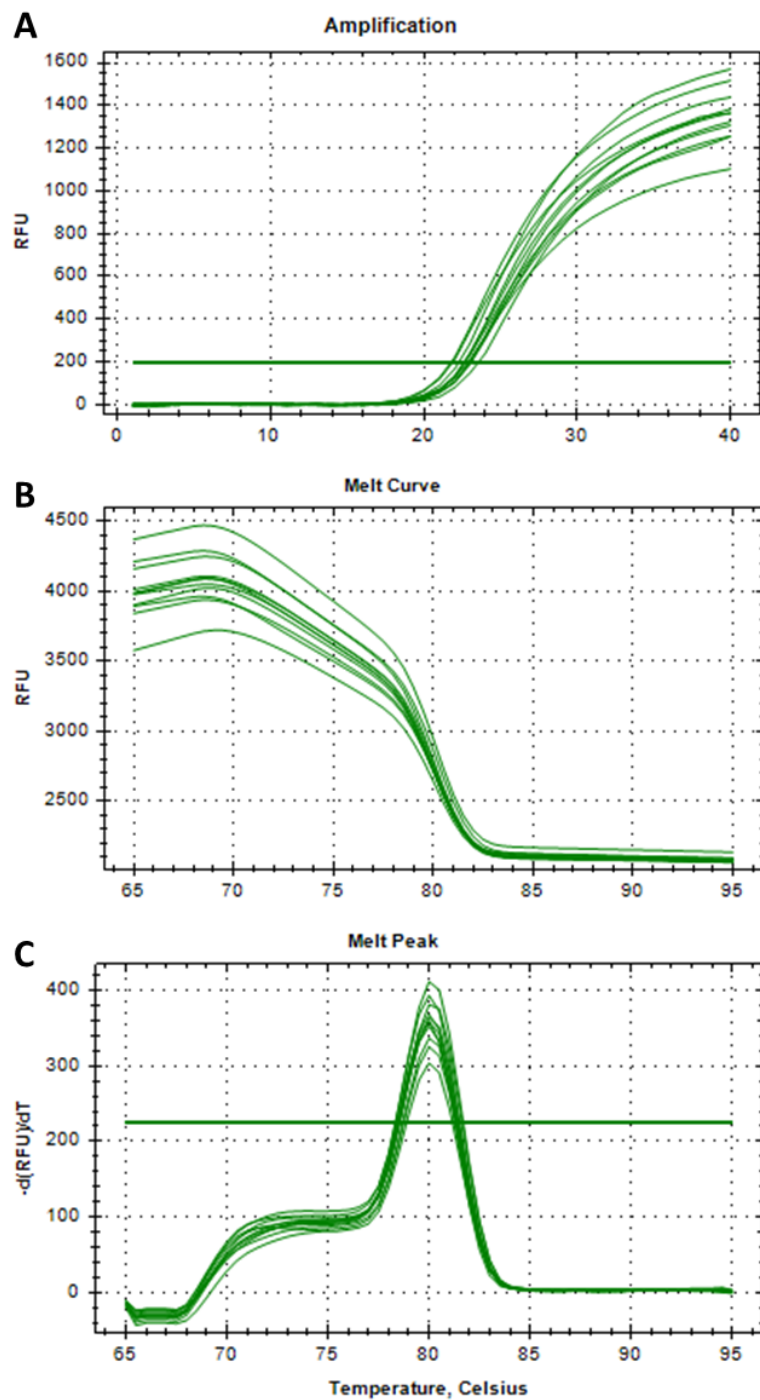 A
Amplification
1600
1400
1200
1000
800
600
400
200
0
RFU
0 10 20 30 40
B
Melt Curve
4500
4000
3500
3000
2500
RFU
65 70 75 80 85 90 95
C
Melt Peak
400
300
200
100
0
-d(RFU)/dT
65 70 75 80 85 90 95
Temperature, Celsius